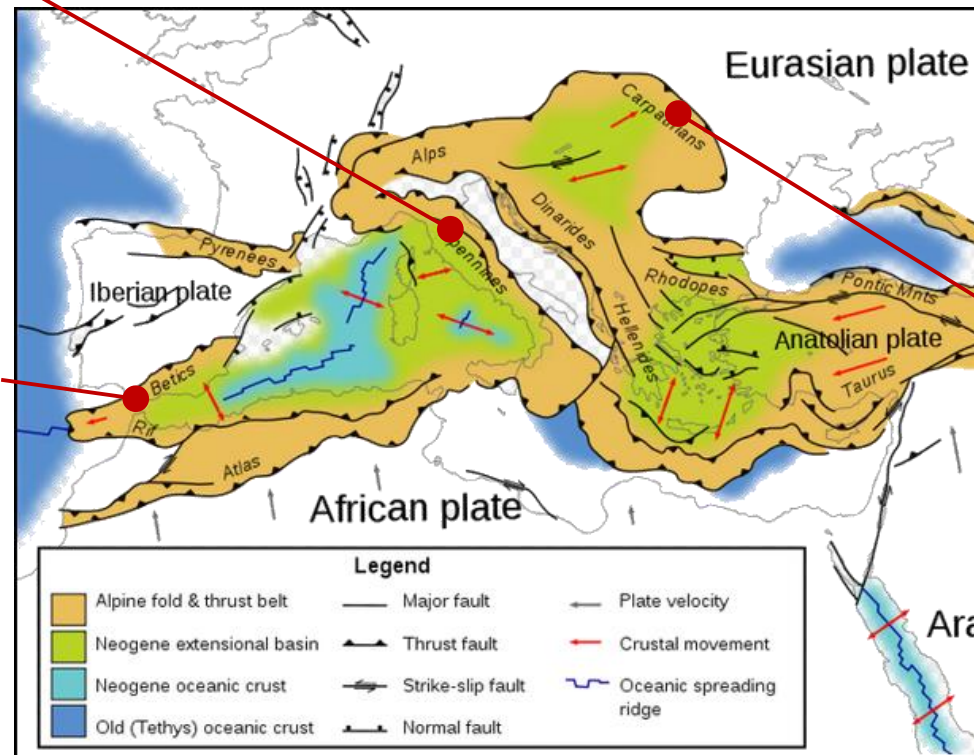 Eurasian plate
Carpathians
Alps
Dinarides
Pyrenees
pennines
Iberian plate
Rhodopes
Pontic Mnts
Hellenides
Anatolian plate
Taurus
Betics
Rif
Atlas
African plate
Ara
Legend
Alpine fold & thrust belt
Major fault
Plate velocity
Neogene extensional basin
Thrust fault
Crustal movement
Neogene oceanic crust
Strike-slip fault
Oceanic spreading
ridge
Old (Tethys) oceanic crust
Normal fault